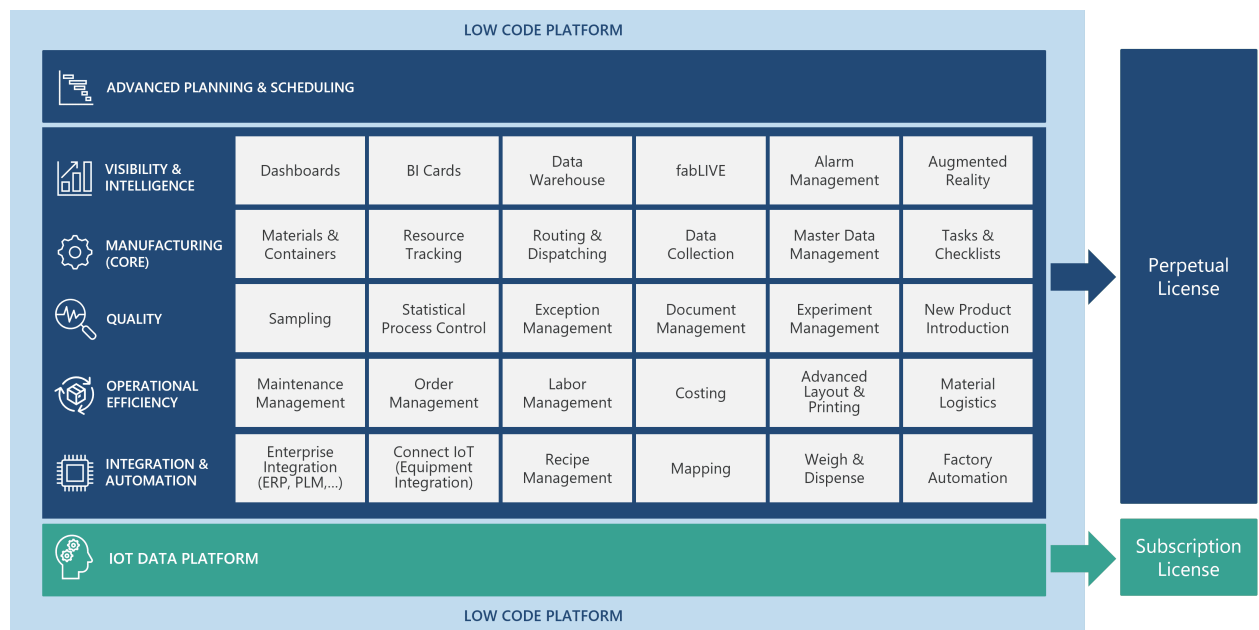 LOW CODE PLATFORM
ADVANCED PLANNING & SCHEDULING
VISIBILITY &
INTELLIGENCE
Dashboards
BI Cards
Data
Warehouse
fabLIVE
Alarm
Management
Augmented
Reality
MANUFACTURING
(CORE)
Materials &
Containers
Resource
Tracking
Routing &
Dispatching
Data
Collection
Master Data
Management
Tasks &
Checklists
QUALITY
Sampling
Statistical
Process Control
Exception
Management
Document
Management
Experiment
Management
New Product
Introduction
OPERATIONAL
EFFICIENCY
Maintenance
Management
Order
Management
Labor
Management
Costing
Advanced
Layout &
Printing
Material
Logistics
INTEGRATION &
AUTOMATION
Enterprise
Integration
(ERP, PLM,...)
Connect IoT
(Equipment
Integration)
Recipe
Management
Mapping
Weigh &
Dispense
Factory
Automation
Perpetual
License
IOT DATA PLATFORM
Subscription
License
LOW CODE PLATFORM